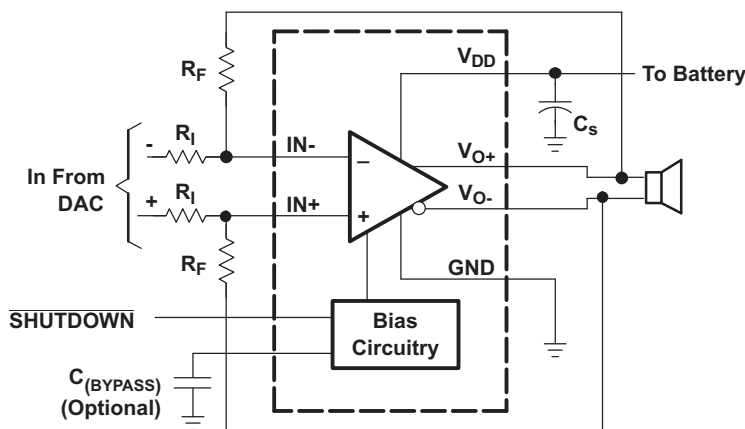 V_DD
R_F
To Battery
C_s
-
R_I
IN-
−
V_O+
In From
DAC
+
R_I
IN+
+
V_O-
R_F
GND
SHUTDOWN
Bias
Circuitry
C_(BYPASS)
(Optional)